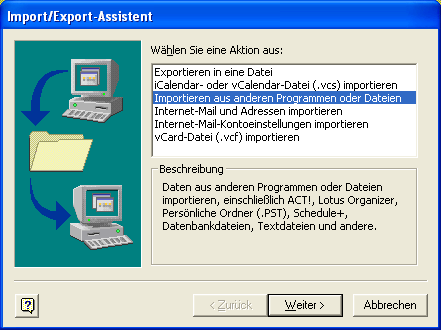 Import/Export-Assistent
Wählen Sie eine Aktion aus:
Exportieren in eine Datei
iCalendar- oder vCalendar-Datei (.vcs) importieren
Importieren aus anderen Programmen oder Dateien
Internet-Mail und Adressen importieren
Internet-Mail-Kontoeinstellungen importieren
vCard-Datei (.vcf) importieren
Beschreibung
Daten aus anderen Programmen oder Dateien
importieren, einschließlich ACT!, Lotus Organizer,
Persönliche Ordner (.PST), Schedule+,
Datenbankdateien, Textdateien und andere.
? < Zurück Weiter > Abbrechen